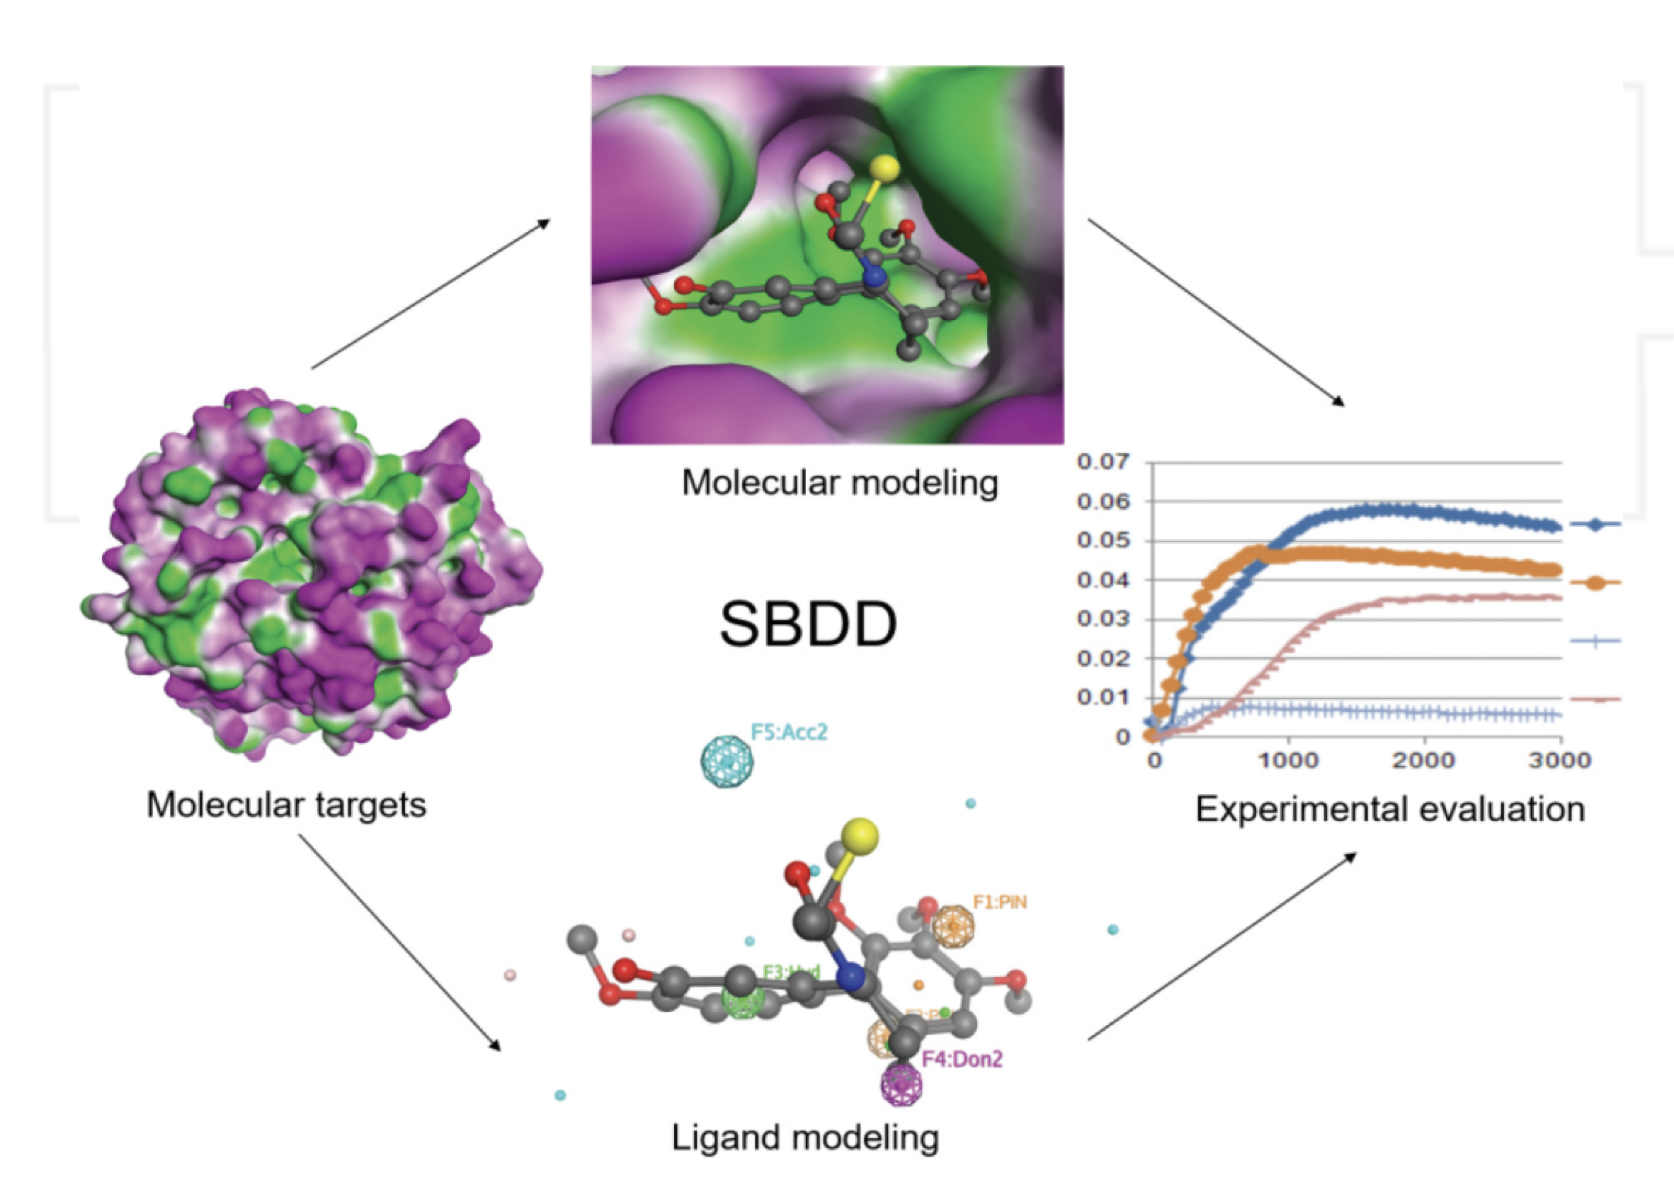 Molecular modeling
0.07
0.06
0.05
0.04
0.03
0.02
0.01
0
0
1000
2000
3000
SBDD
F5:Acc2
Molecular targets
Experimental evaluation
F1:PiN
F4:Don2
Ligand modeling